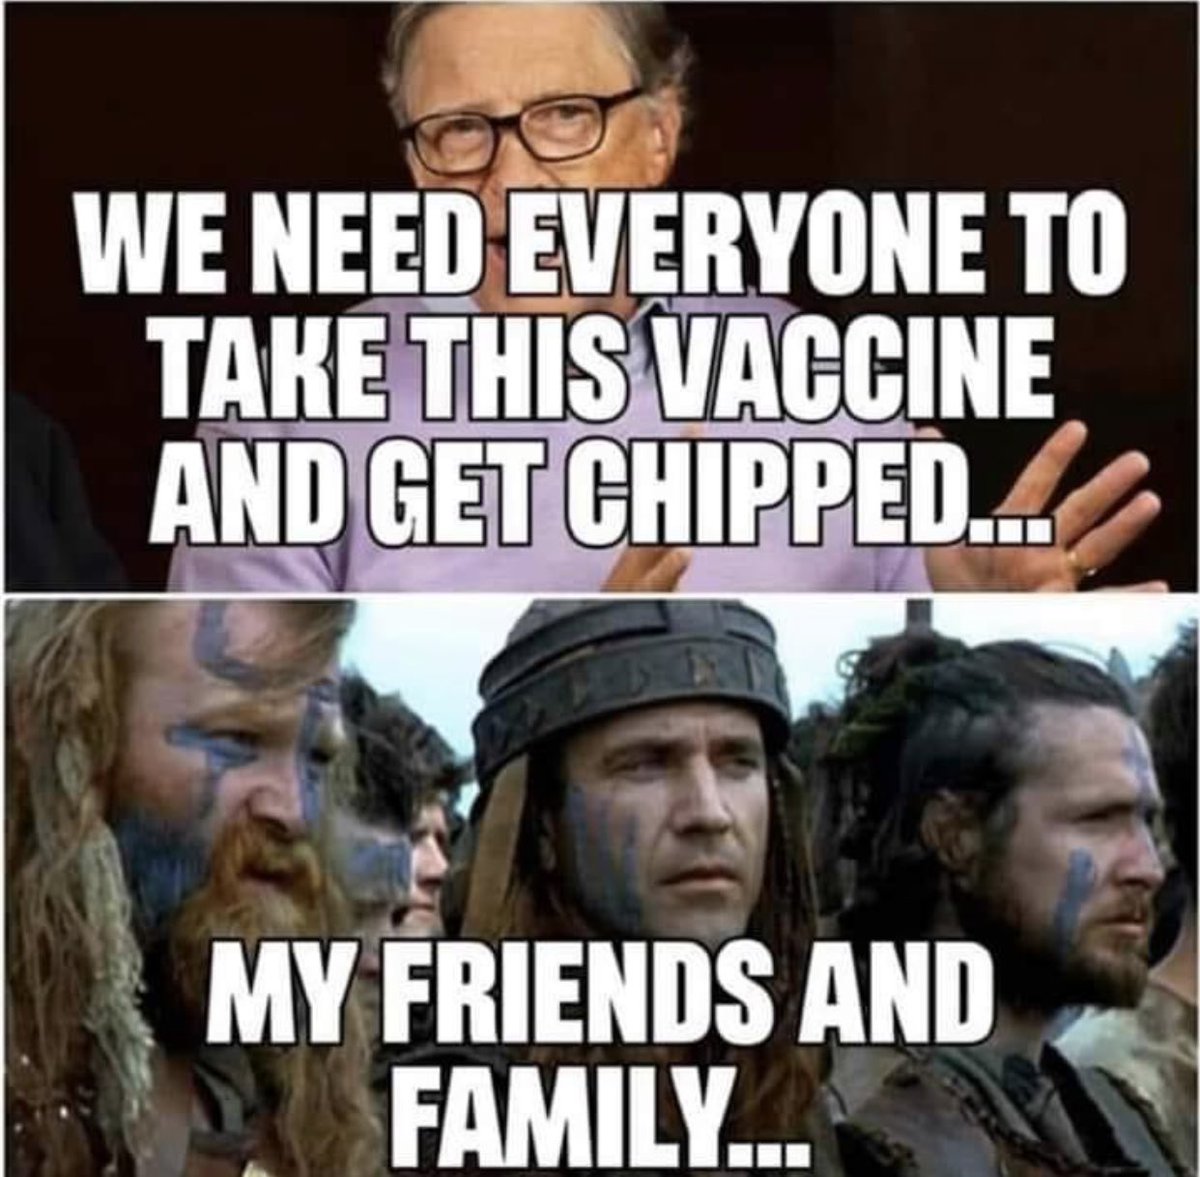 WE NEED EVERYONE TO
TAKE THIS VACCINE
AND GET CHIPPED...
MY FRIENDS AND
FAMILY...